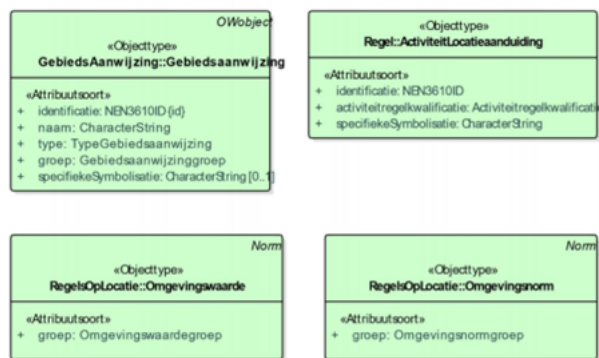 OWobject
«Objecttype»
GebiedsAanwijzing::Gebiedsaanwijzing
«Attribuutsoort»
+ identificatie: NEN3610ID {id}
+ naam: CharacterString
+ type: TypeGebiedsaanwijzing
+ groep: Gebiedsaanwijzinggroep
+ specifiekeSymbolisatie: CharacterString [0..1]
«Objecttype»
Regel::ActiviteitLocatieaanduiding
«Attribuutsoort»
+ identificatie: NEN3610ID
+ activiteitregelkwalificatie: Activiteitregelkwalificati
+ specifiekeSymbolisatie: CharacterString
Norm
«Objecttype»
RegelsOpLocatie::Omgevingswaarde
«Attribuutsoort»
+ groep: Omgevingswaardegroep
Norm
«Objecttype»
RegelsOpLocatie::Omgevingsnorm
«Attribuutsoort»
+ groep: Omgevingsnormgroep